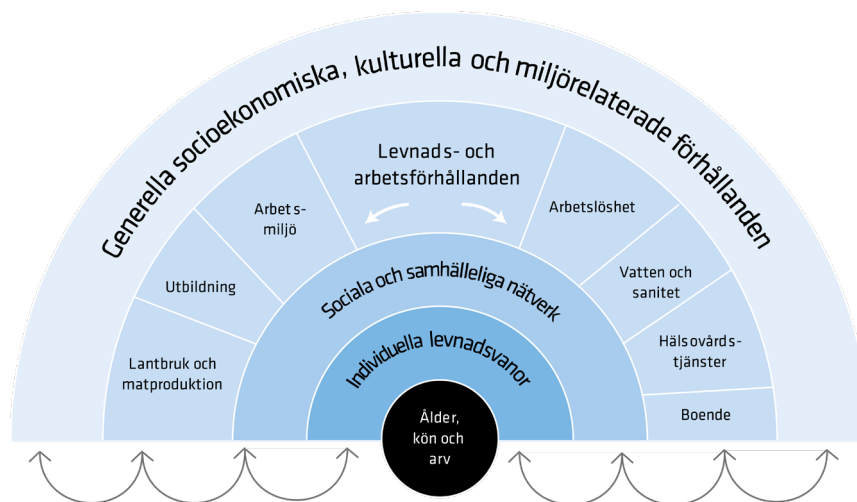 Generella socioekonomiska, kulturella och miljörelaterade förhållanden
Levnads- och
arbetsförhållanden
Arbets-
miljö
Arbetslöshet
Utbildning
Vatten och
sanitet
Lantbruk och
matproduktion
Hälsovårds-
tjänster
Boende
Sociala och samhälleliga nätverk
Individuella levnadsvanor
Ålder,
kön och
arv